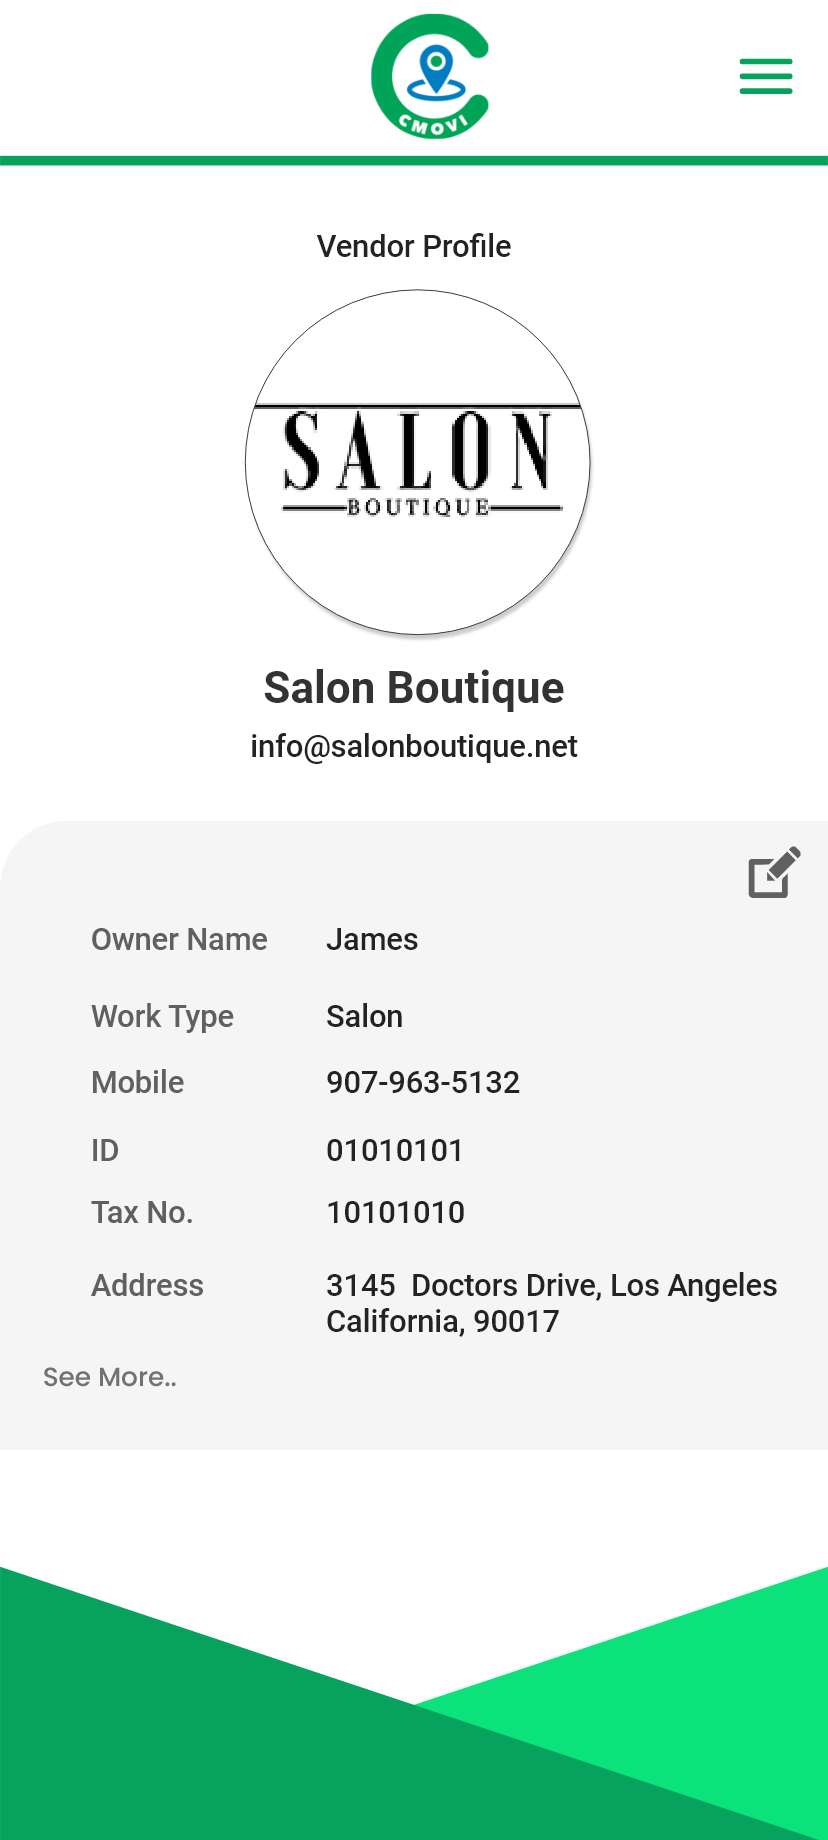 CMOVI
Vendor Profile
SALON
BOUTIQUE
Salon Boutique
info@salonboutique.net
Owner Name James
Work Type Salon
Mobile 907-963-5132
ID 01010101
Tax No. 10101010
Address 3145  Doctors Drive, Los Angeles
California, 90017
See More..